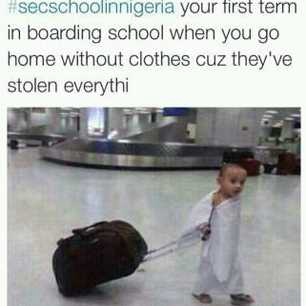 #secschoolinnigeria your first term
in boarding school when you go
home without clothes cuz they've
stolen everythi